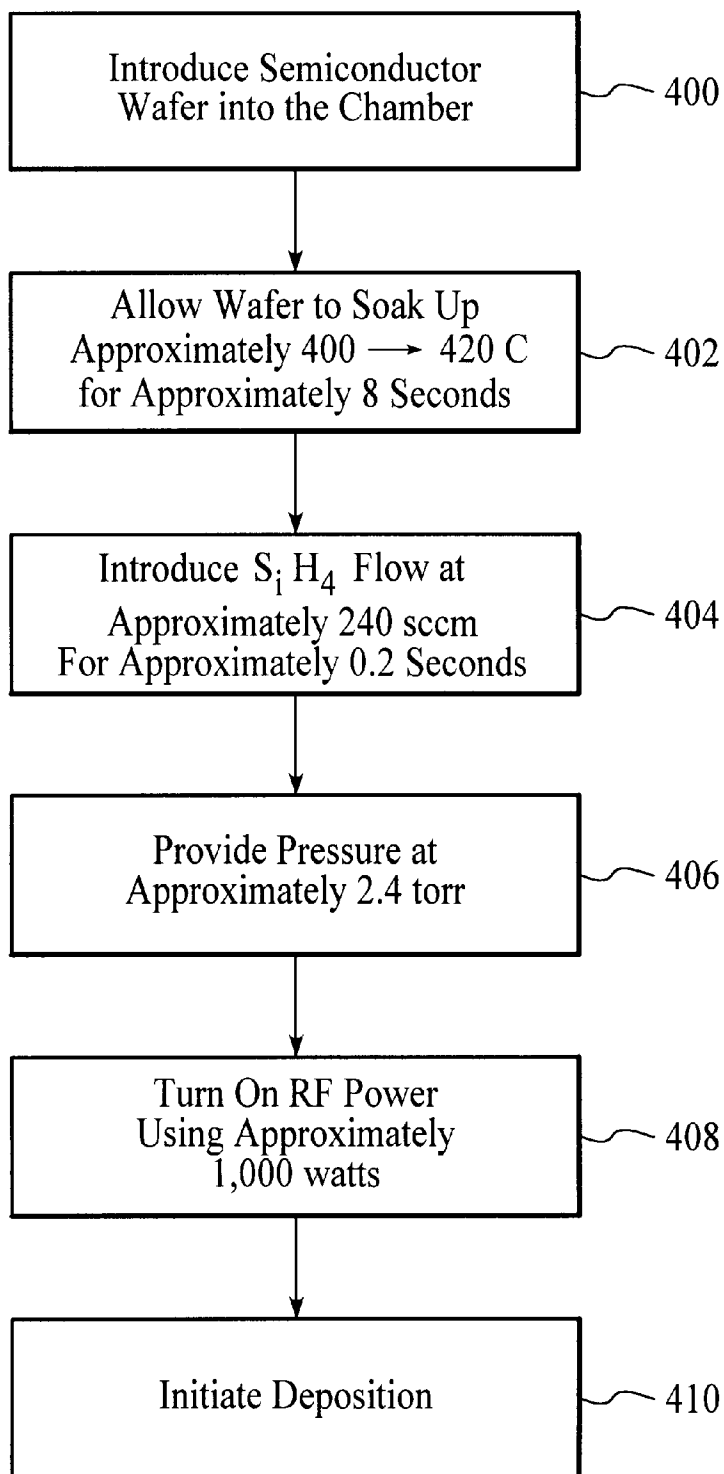 Introduce Semiconductor
Wafer into the Chamber
400
Allow Wafer to Soak Up
Approximately 400 → 420 C
for Approximately 8 Seconds
402
Introduce SiH4 Flow at
Approximately 240 sccm
For Approximately 0.2 Seconds
404
Provide Pressure at
Approximately 2.4 torr
406
Turn On RF Power
Using Approximately
1,000 watts
408
Initiate Deposition
410